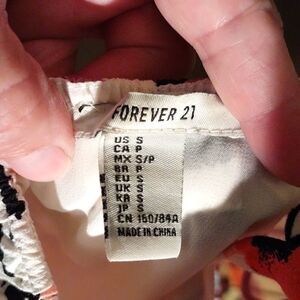 FOREVER 21
US S
CA P
MX S/P
BR P
EU S
UK S
KR S
JP S
CN 160/84A
MADE IN CHINA